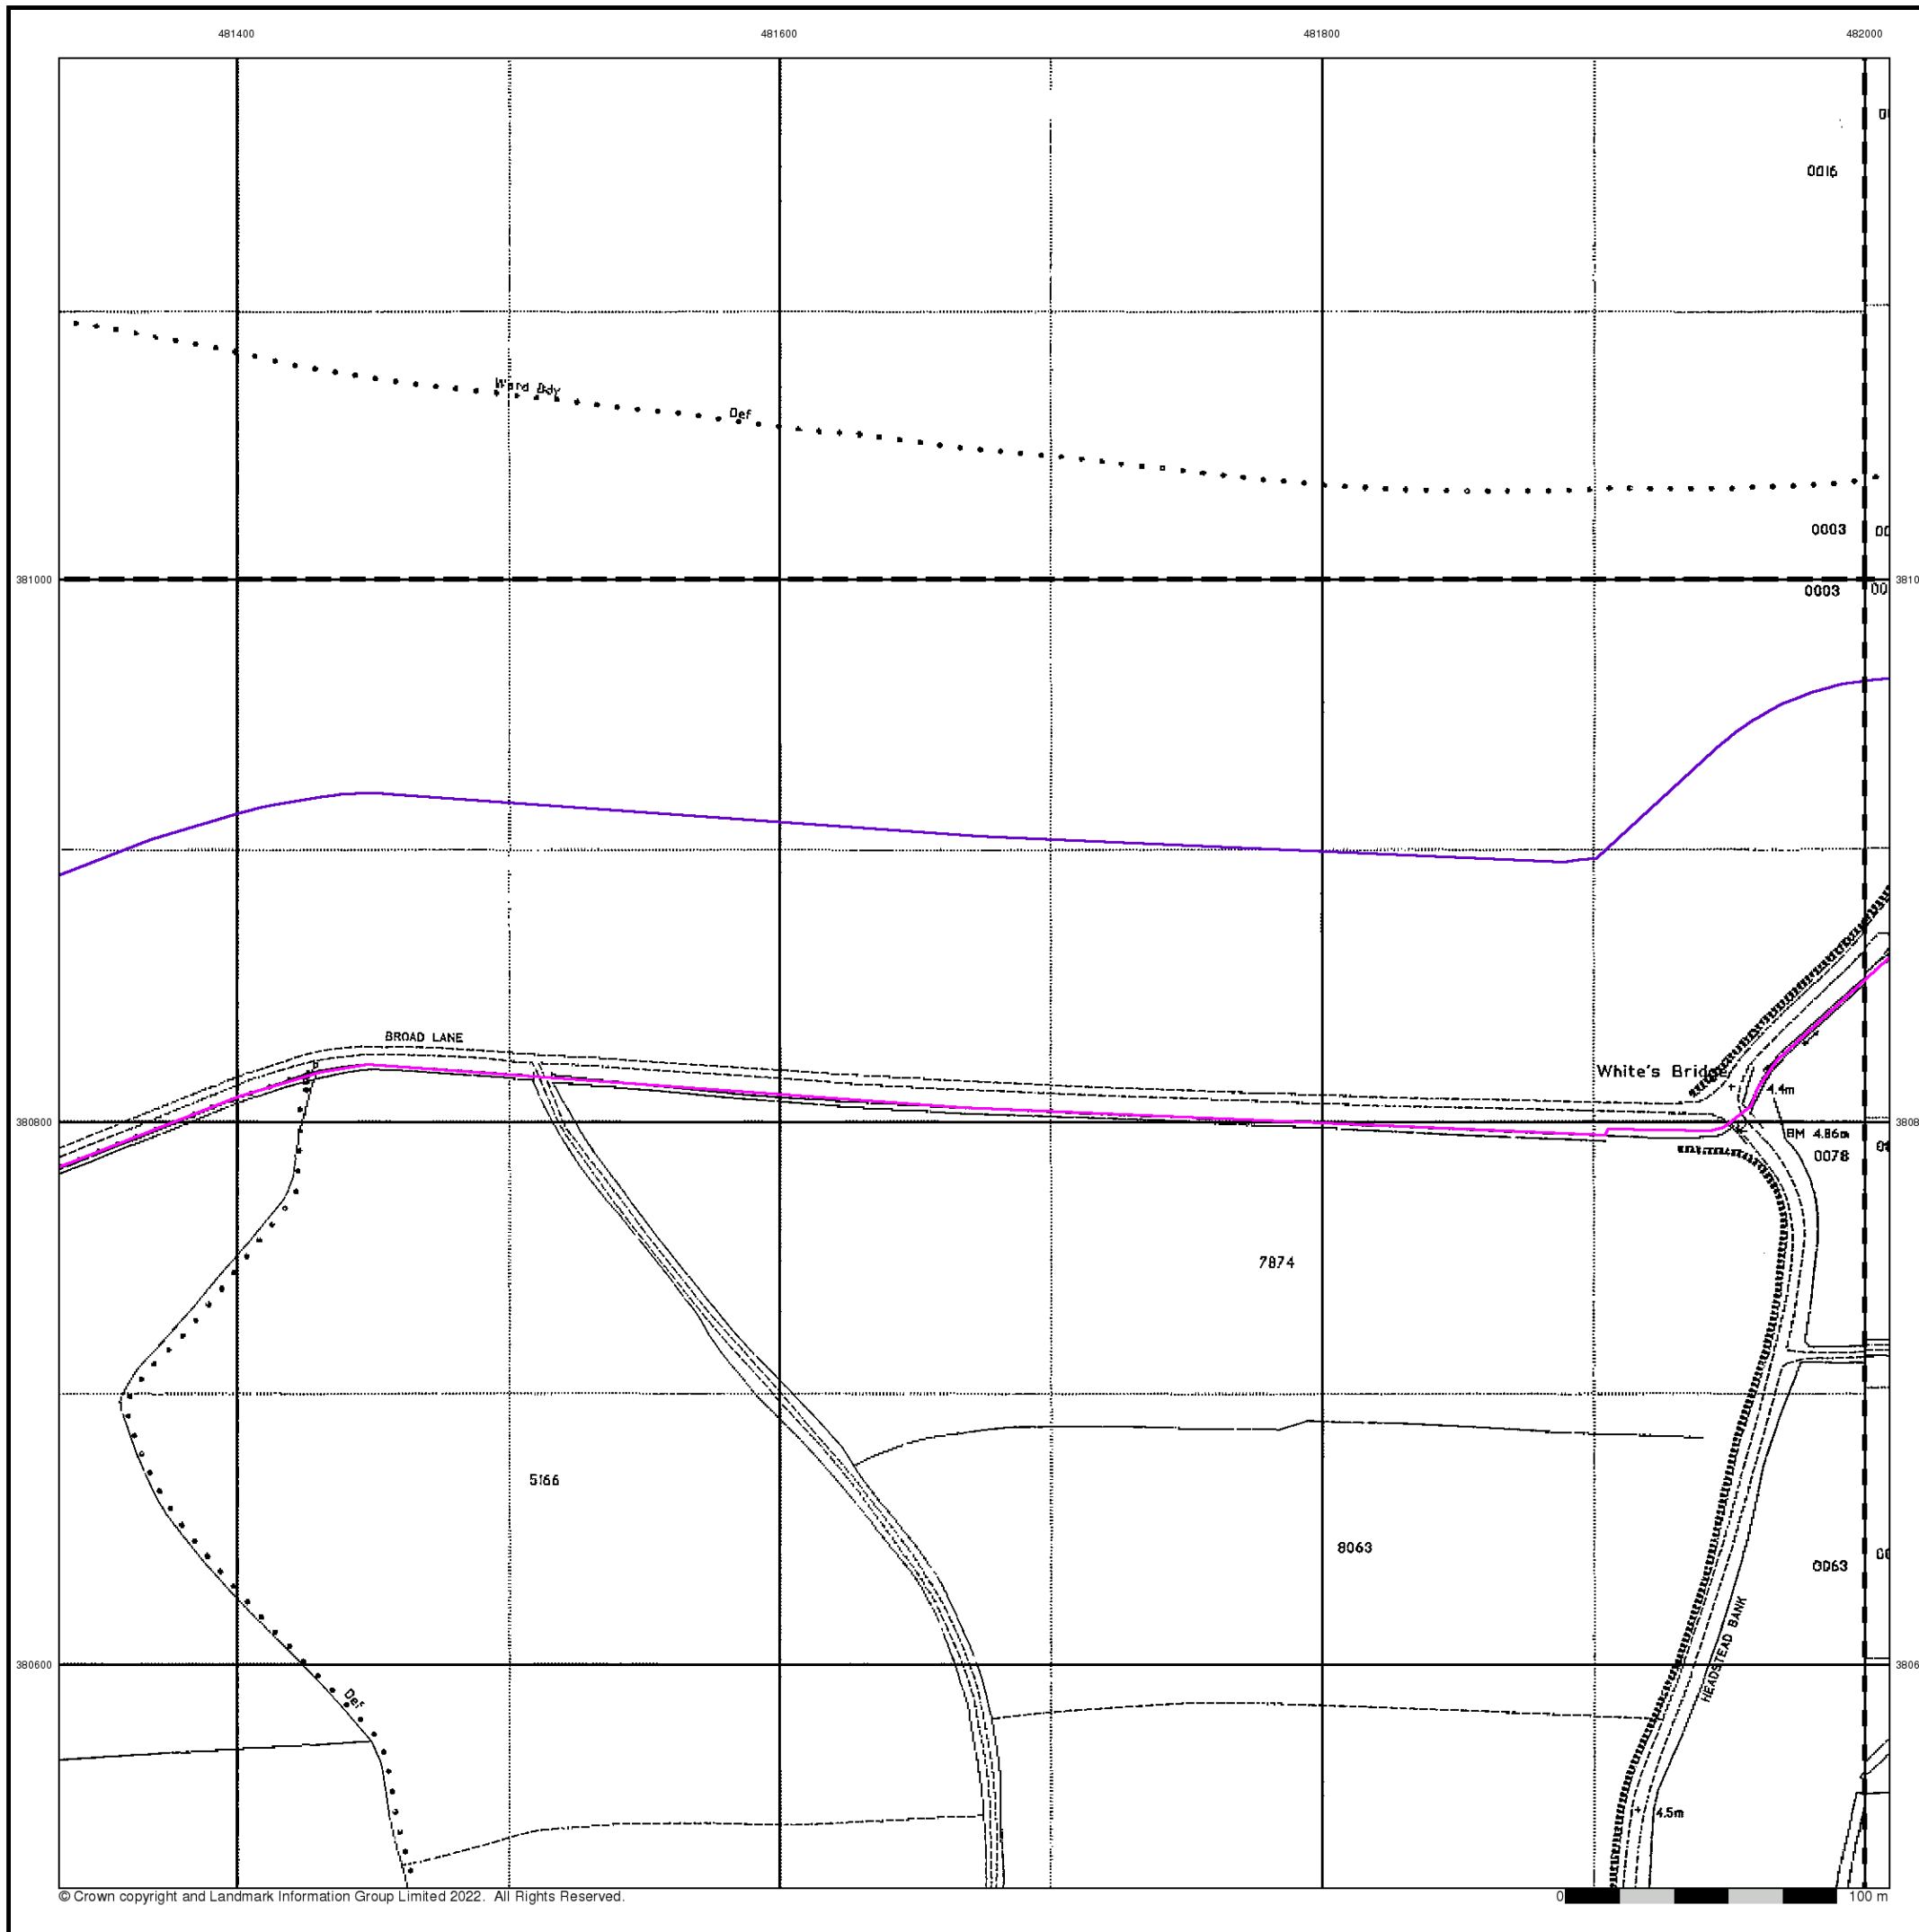 481400 481600 481800 482000
0016
Ward Bdy
Def
0003
381000
0003
BROAD LANE
White's Bridge
4.4m
380800
BM 4.86m
0078
7874
5166
8063
0063
HEADSTEAD BANK
380600
Def
4.5m
© Crown copyright and Landmark Information Group Limited 2022. All Rights Reserved.
0 100 m